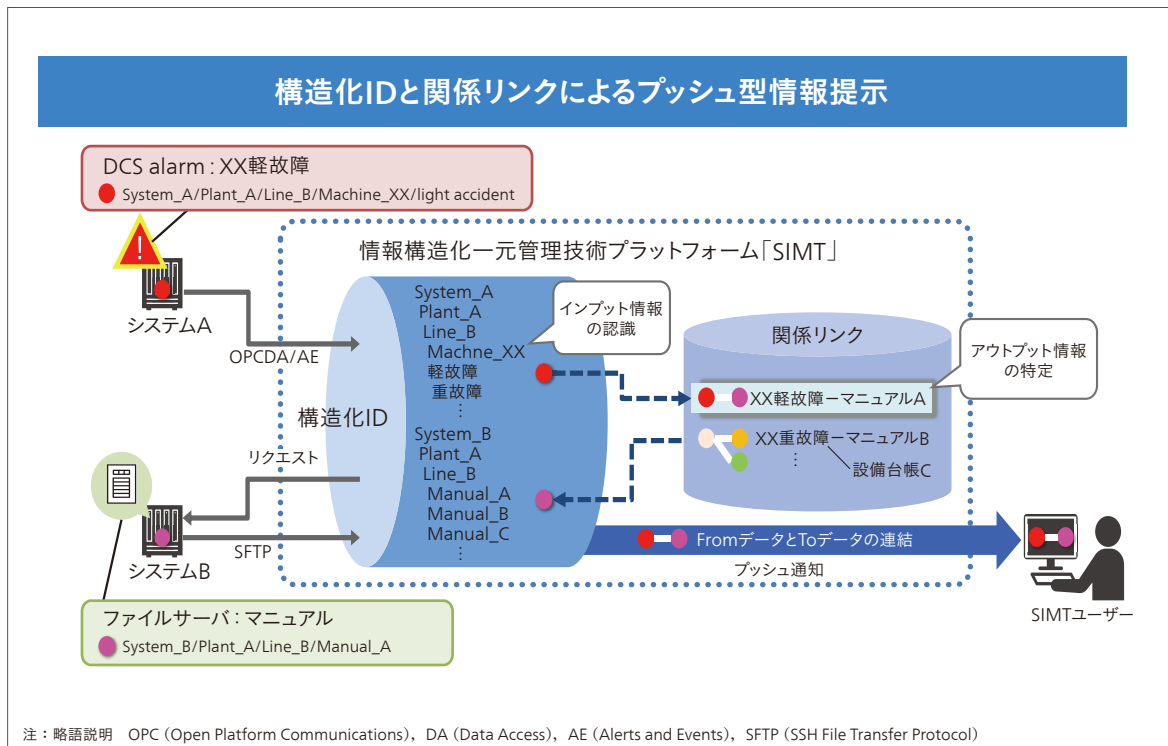 構造化IDと関係リンクによるプッシュ型情報提示
DCS alarm : XX軽故障
System_A/Plant_A/Line_B/Machine_XX/light accident
情報構造化一元管理技術プラットフォーム「SIMT」
システムA
OPCDA/AE
構造化ID
System_A
Plant_A
Line_B
Machne_XX
軽故障
重故障
…
System_B
Plant_A
Line_B
Manual_A
Manual_B
Manual_C
…
インプット情報
の認識
関係リンク
アウトプット情報
の特定
XX軽故障ーマニュアルA
XX重故障ーマニュアルB
…
設備台帳C
リクエスト
SFTP
システムB
FromデータとToデータの連結
プッシュ通知
SIMTユーザー
ファイルサーバ:マニュアル
System_B/Plant_A/Line_B/Manual_A
注:略語説明 OPC(Open Platform Communications),DA(Data Access),AE(Alerts and Events),SFTP(SSH File Transfer Protocol)